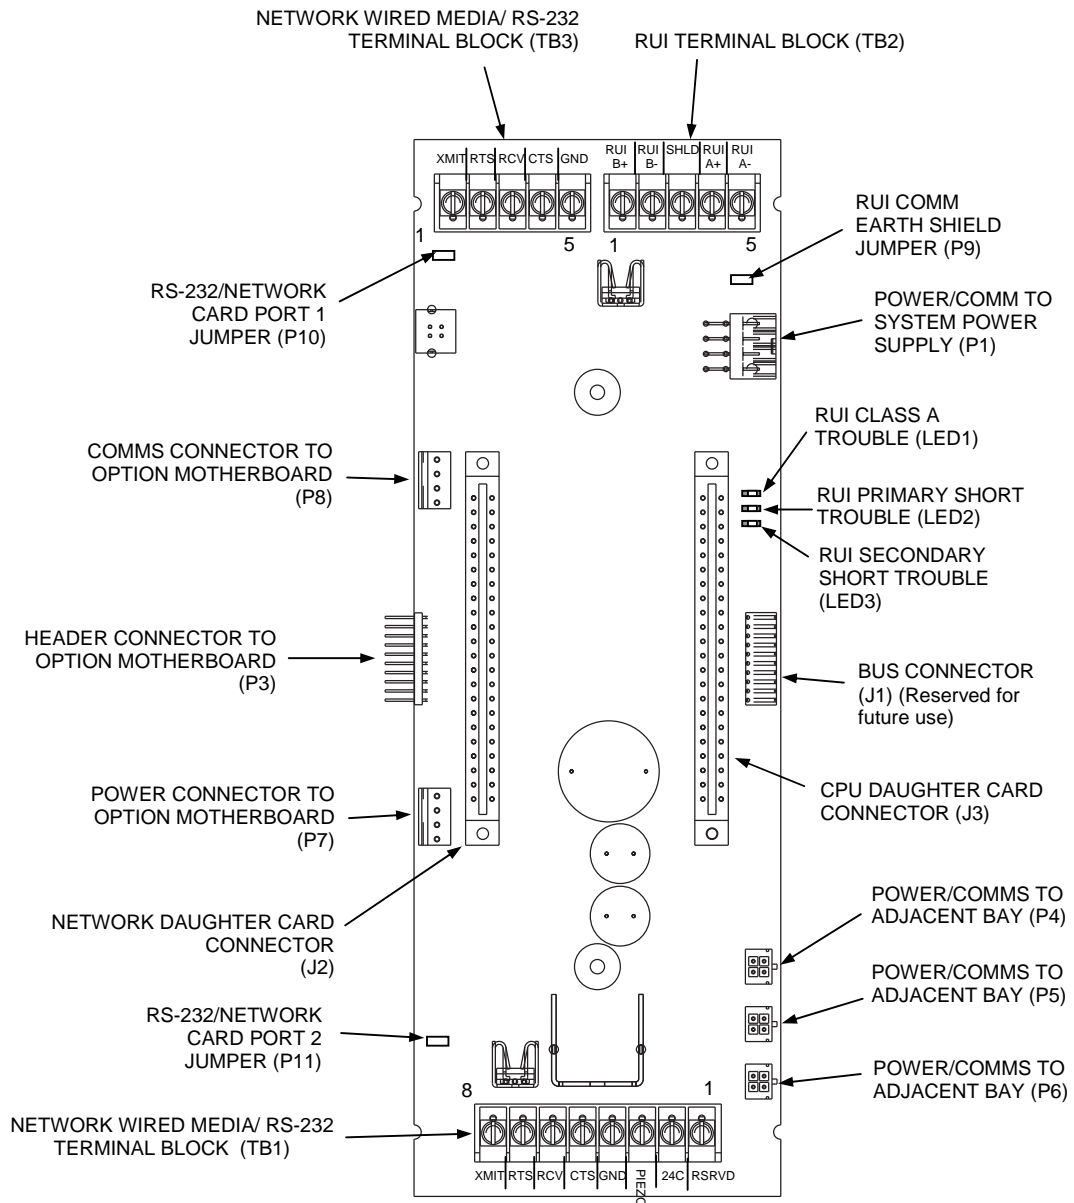 NETWORK WIRED MEDIA/ RS-232
TERMINAL BLOCK (TB3)
RUI TERMINAL BLOCK (TB2)
XMIT RTS RCV CTS GND
RUI B+ RUI B- SHLD RUI A+ RUI A-
1 5
1 5
RUI COMM
EARTH SHIELD
JUMPER (P9)
RS-232/NETWORK
CARD PORT 1
JUMPER (P10)
POWER/COMM TO
SYSTEM POWER
SUPPLY (P1)
RUI CLASS A
TROUBLE (LED1)
COMMS CONNECTOR TO
OPTION MOTHERBOARD
(P8)
RUI PRIMARY SHORT
TROUBLE (LED2)
RUI SECONDARY
SHORT TROUBLE
(LED3)
HEADER CONNECTOR TO
OPTION MOTHERBOARD
(P3)
BUS CONNECTOR
(J1) (Reserved for
future use)
POWER CONNECTOR TO
OPTION MOTHERBOARD
(P7)
CPU DAUGHTER CARD
CONNECTOR (J3)
NETWORK DAUGHTER CARD
CONNECTOR
(J2)
POWER/COMMS TO
ADJACENT BAY (P4)
POWER/COMMS TO
ADJACENT BAY (P5)
RS-232/NETWORK
CARD PORT 2
JUMPER (P11)
POWER/COMMS TO
ADJACENT BAY (P6)
8 1
NETWORK WIRED MEDIA/ RS-232
TERMINAL BLOCK (TB1)
XMIT RTS RCV CTS GND PIEZO 24C RSRVD